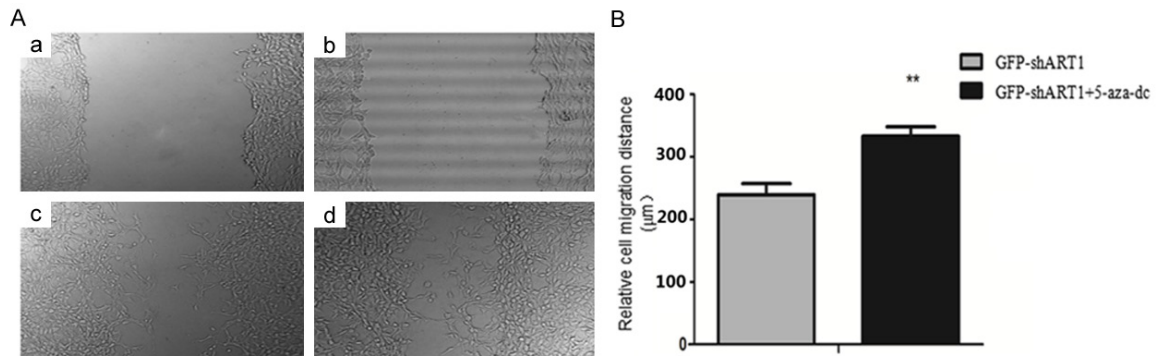 A
a
b
c
d
B
GFP-shART1
GFP-shART1+5-aza-dc
**
400
300
200
100
0
Relative cell migration distance
(μm)